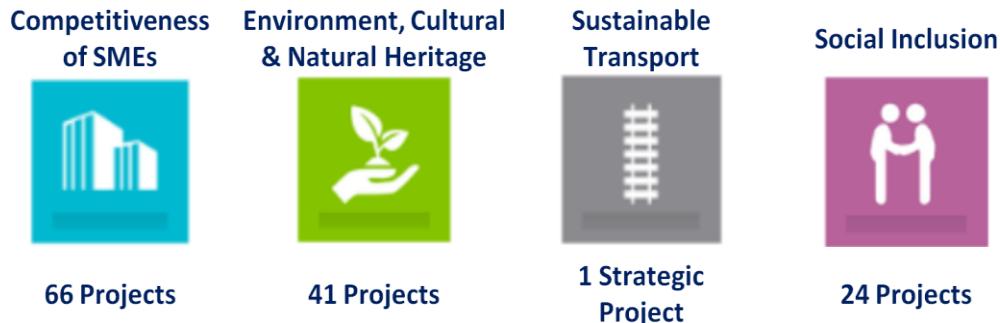 Competitiveness
of SMEs
Environment, Cultural
& Natural Heritage
Sustainable
Transport
Social Inclusion
66 Projects
41 Projects
1 Strategic
Project
24 Projects